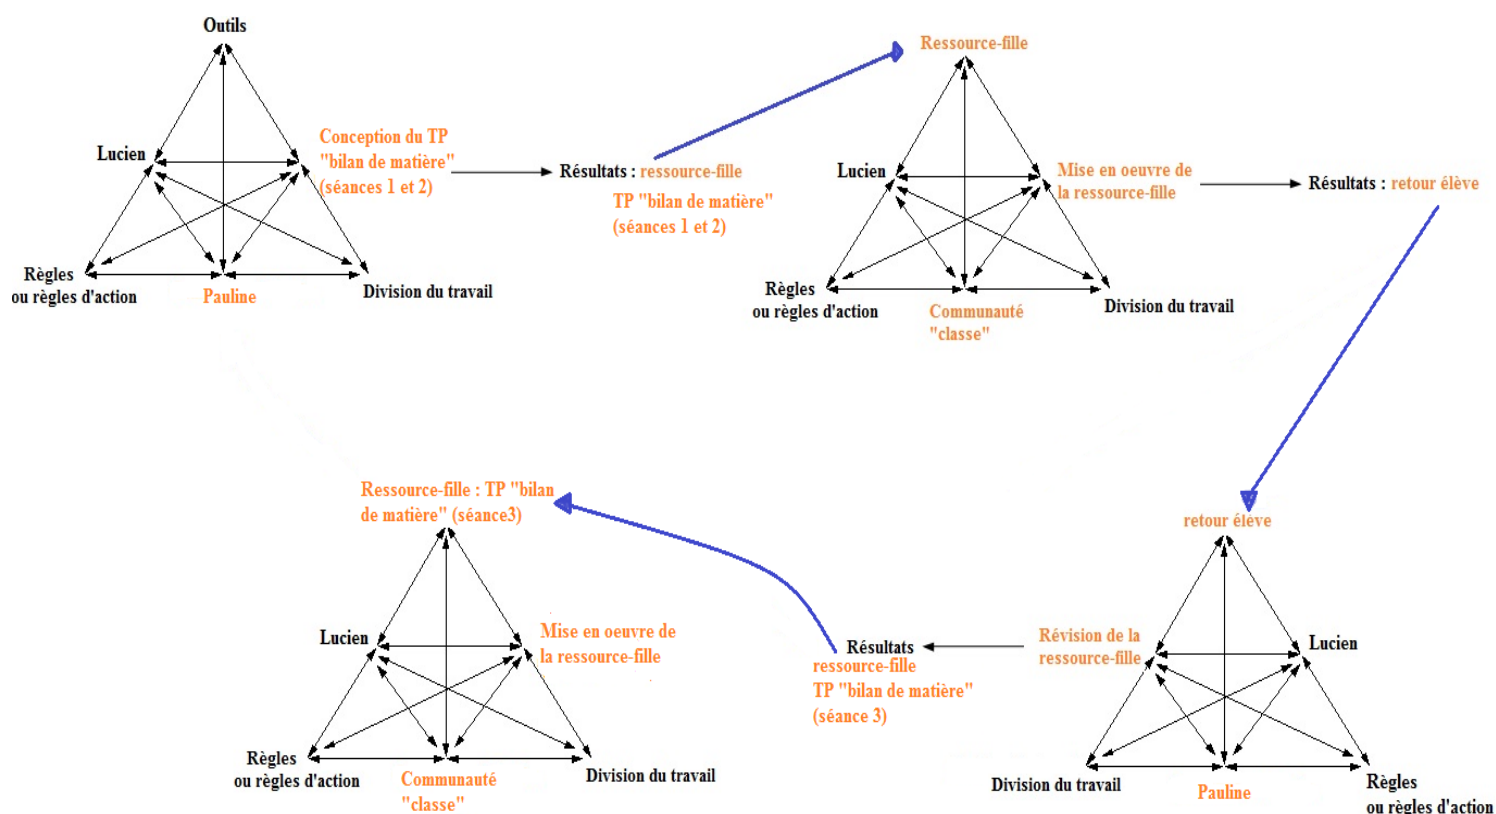 Outils
Lucien
Conception du TP
"bilan de matière"
(séances 1 et 2)
Résultats : ressource-fille
TP "bilan de matière"
(séances 1 et 2)
Règles
ou règles d'action
Pauline
Division du travail
Ressource-fille
Lucien
Mise en oeuvre de
la ressource-fille
Résultats : retour élève
Règles
ou règles d'action
Communauté
"classe"
Division du travail
retour élève
Lucien
Révision de la
ressource-fille
Division du travail
Pauline
Règles
ou règles d'action
Résultats
ressource-fille
TP "bilan de matière"
(séance 3)
Ressource-fille : TP "bilan
de matière" (séance3)
Lucien
Mise en oeuvre de
la ressource-fille
Règles
ou règles d'action
Communauté
"classe"
Division du travail